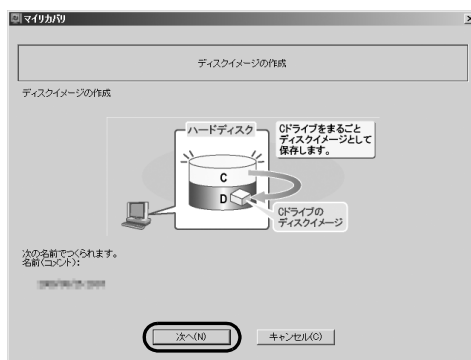 マイリカバリ
ディスクイメージの作成
ディスクイメージの作成
ハードディスク
Cドライブをまるごと
ディスクイメージとして
保存します。
C
D
Cドライブの
ディスクイメージ
次の名前でつくられます。
名前(コメント):
次へ(N)
キャンセル(C)